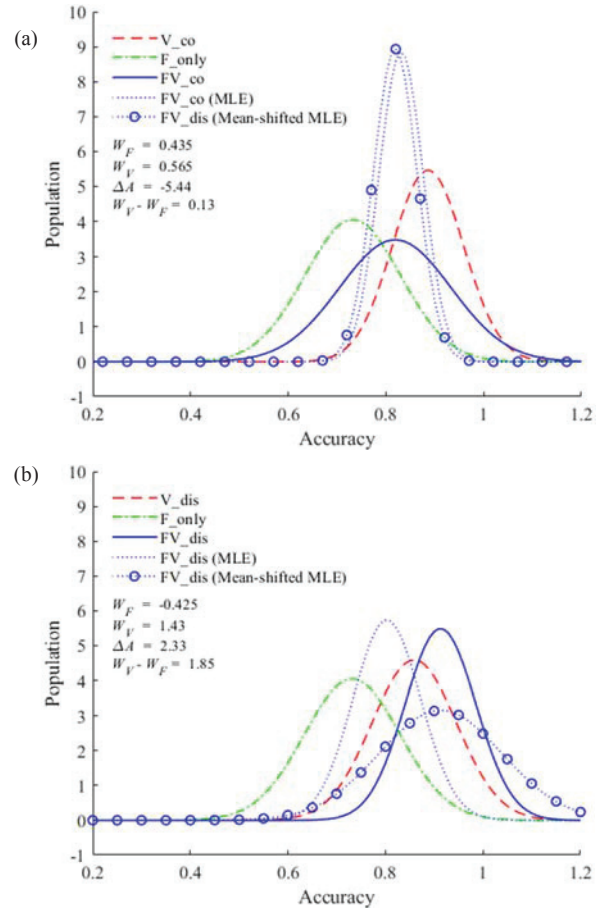 (a)
10
9
8
7
6
5
4
3
2
1
0
-1
Population
V_co
F_only
FV_co
FV_co (MLE)
FV_dis (Mean-shifted MLE)
W_F = 0.435
W_V = 0.565
ΔA = -5.44
W_V - W_F = 0.13
0.2 0.4 0.6 0.8 1 1.2
Accuracy
(b)
10
9
8
7
6
5
4
3
2
1
0
-1
Population
V_dis
F_only
FV_dis
FV_dis (MLE)
FV_dis (Mean-shifted MLE)
W_F = -0.425
W_V = 1.43
ΔA = 2.33
W_V - W_F = 1.85
0.2 0.4 0.6 0.8 1 1.2
Accuracy